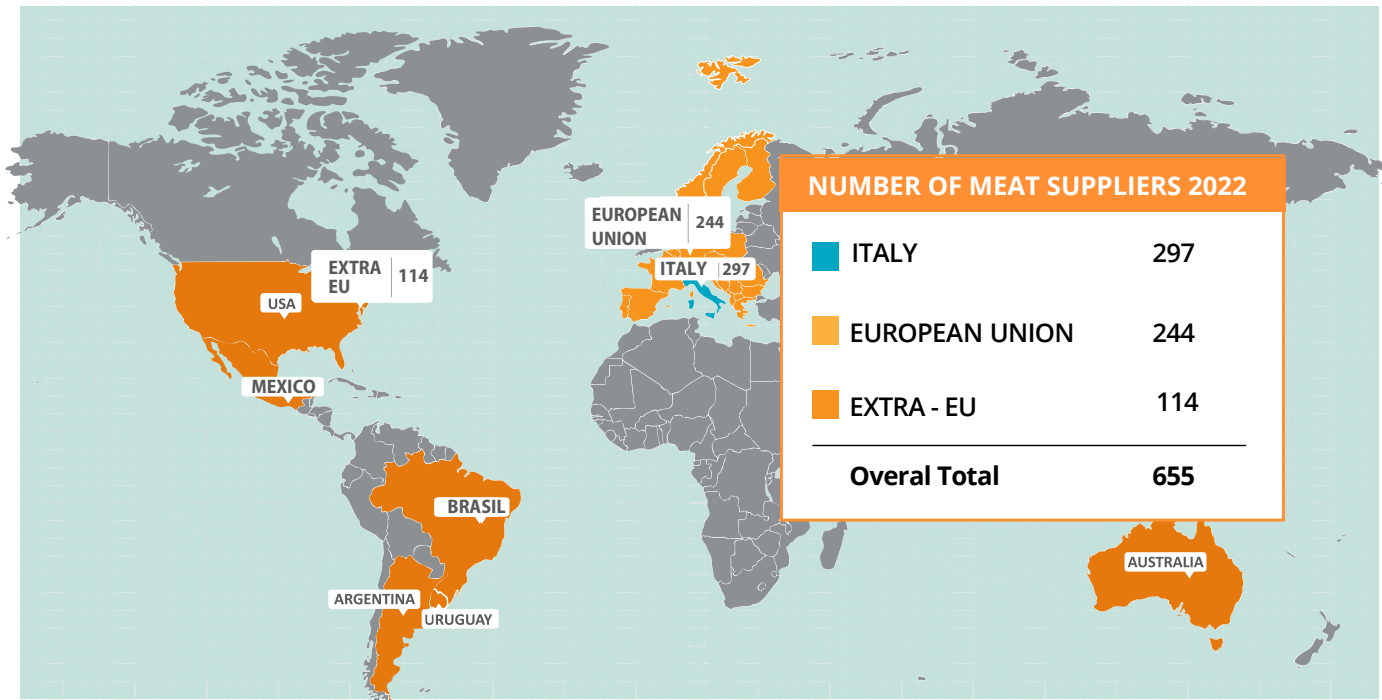 EUROPEAN
UNION
244
ITALY 297
EXTRA
EU
114
USA
MEXICO
BRASIL
ARGENTINA
URUGUAY
AUSTRALIA
NUMBER OF MEAT SUPPLIERS 2022
ITALY 297
EUROPEAN UNION 244
EXTRA - EU 114
Overal Total 655